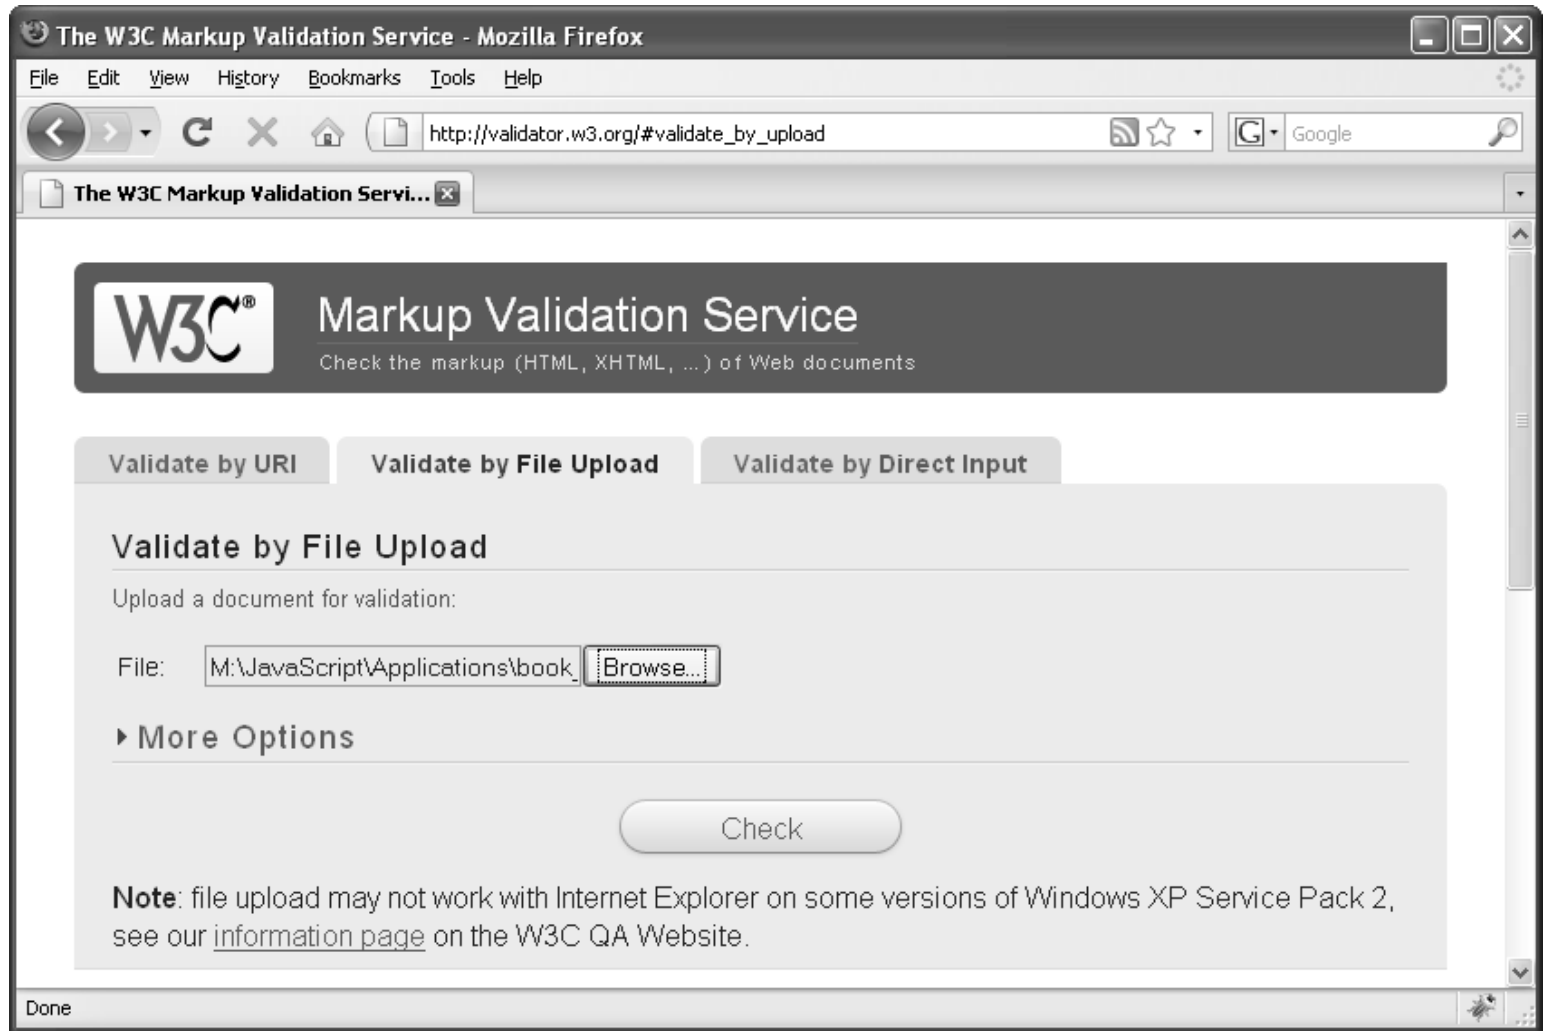 The W3C Markup Validation Service - Mozilla Firefox
File Edit View History Bookmarks Tools Help
http://validator.w3.org/#validate_by_upload G Google
The W3C Markup Validation Servi...
W3C® Markup Validation Service
Check the markup (HTML, XHTML, ...) of Web documents
Validate by URI Validate by File Upload Validate by Direct Input
Validate by File Upload
Upload a document for validation:
File: M:\JavaScript\Applications\book_ Browse...
More Options
Check
Note: file upload may not work with Internet Explorer on some versions of Windows XP Service Pack 2,
see our information page on the W3C QA Website.
Done